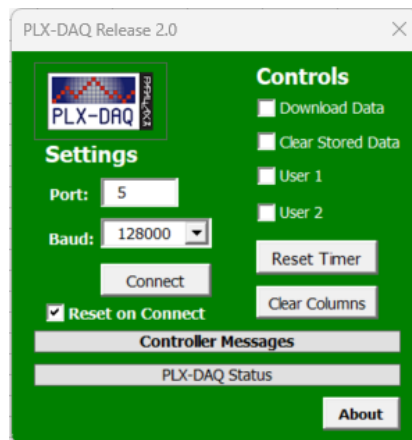 PLX-DAQ Release 2.0
PLX-DAQ
Controls
Download Data
Clear Stored Data
User 1
User 2
Reset Timer
Clear Columns
Settings
Port: 5
Baud: 128000
Connect
Reset on Connect
Controller Messages
PLX-DAQ Status
About